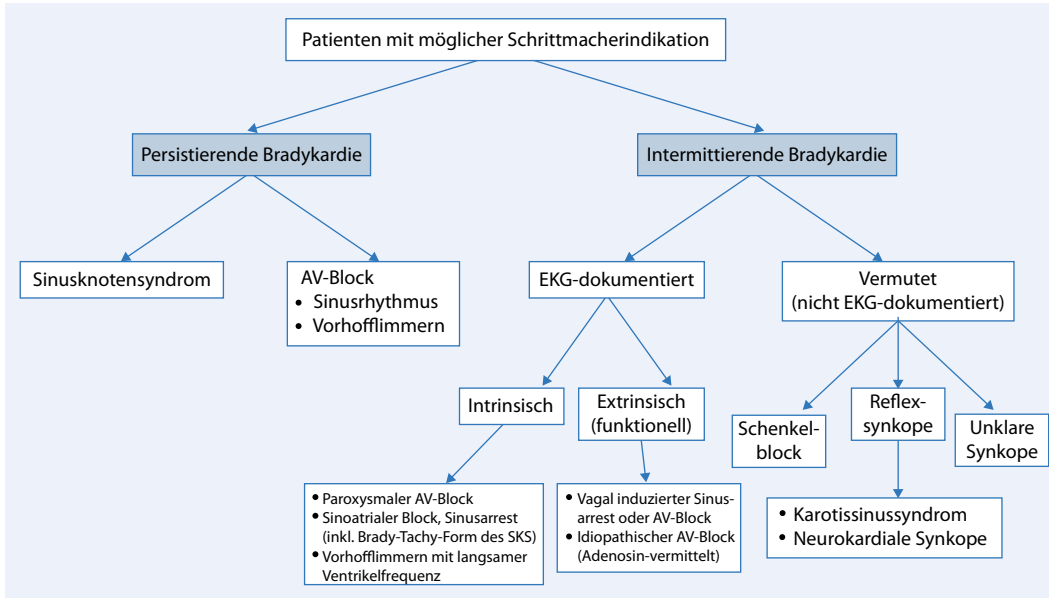 Patienten mit möglicher Schrittmacherindikation
Persistierende Bradykardie
Intermittierende Bradykardie
Sinusknotensyndrom
AV-Block
• Sinusrhythmus
• Vorhofflimmern
EKG-dokumentiert
Vermutet
(nicht EKG-dokumentiert)
Intrinsisch
Extrinsisch
(funktionell)
Schenkel-
block
Reflex-
synkope
Unklare
Synkope
• Paroxysmaler AV-Block
• Sinoatrialer Block, Sinusarrest
(inkl. Brady-Tachy-Form des SKS)
• Vorhofflimmern mit langsamer
Ventrikelfrequenz
• Vagal induzierter Sinus-
arrest oder AV-Block
• Idiopathischer AV-Block
(Adenosin-vermittelt)
• Karotissinussyndrom
• Neurokardiale Synkope